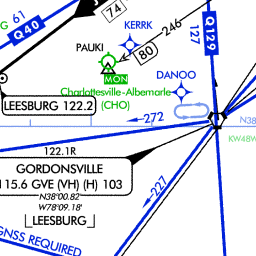 61
Q40
74
KERRK
246
PAUKI
80
Q129
127
MON
DANOO
Charlottesville-Albemarle
(CHO)
LEESBURG 122.2
272
N38
KW48W
122.1R
GORDONSVILLE
115.6 GVE (VH) (H) 103
N38°00.82'
W78°09.18'
LEESBURG
227
GNSS REQUIRED